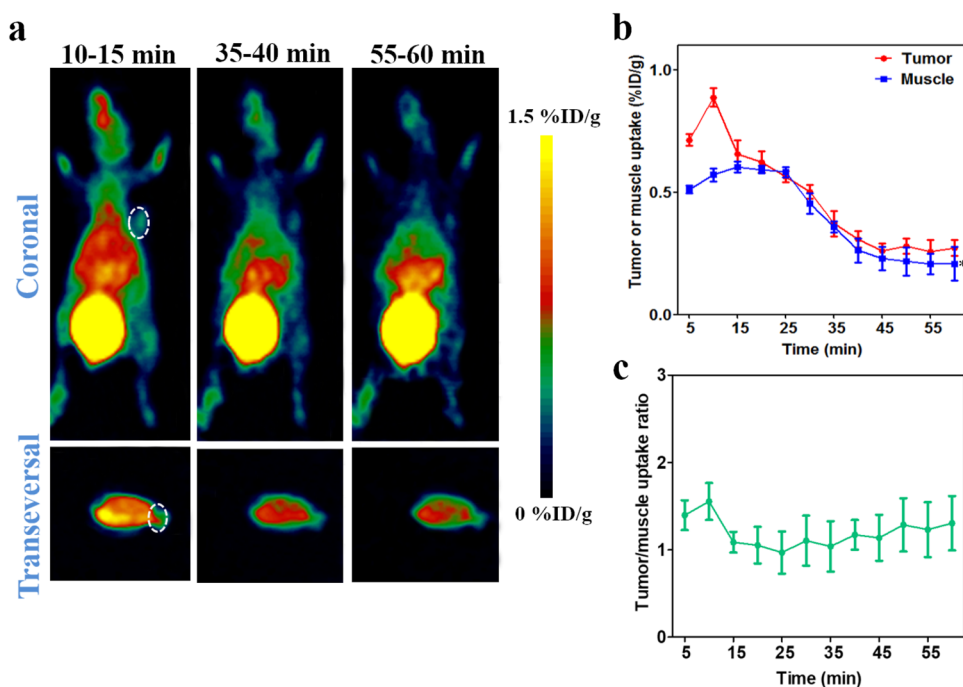 a
10-15 min 35-40 min 55-60 min
Coronal
Transeversal
1.5 %ID/g
0 %ID/g
b
Tumor or muscle uptake (%ID/g)
1.0
0.5
0.0
Tumor
Muscle
5 15 25 35 45 55
Time (min)
*
c
Tumor/muscle uptake ratio
3
2
1
0
5 15 25 35 45 55
Time (min)